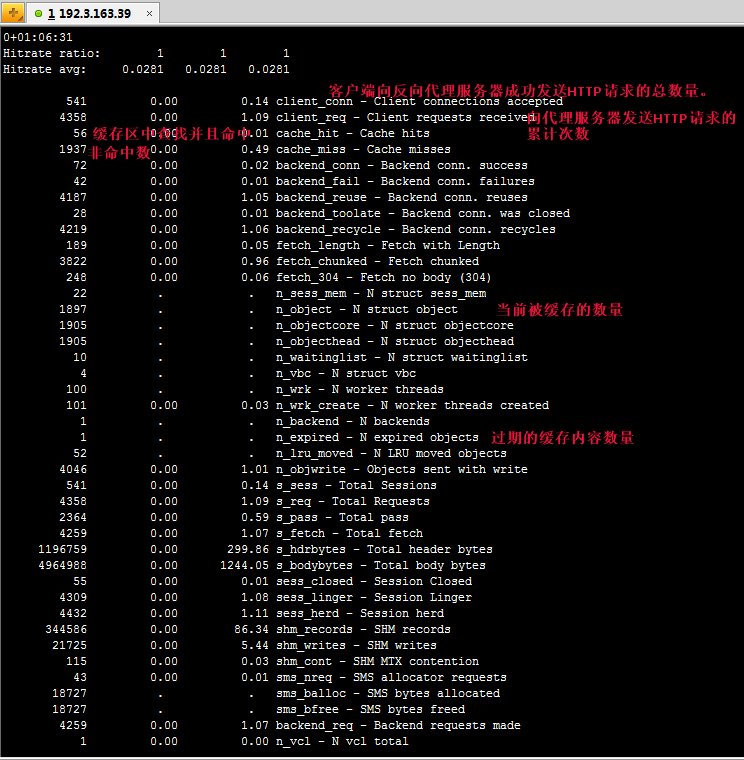 1 192.3.163.39 ×
0+01:06:31
Hitrate ratio: 1 1 1
Hitrate avg: 0.0281 0.0281 0.0281
客户端向反向代理服务器成功发送HTTP请求的总数量。
541 0.00 0.14 client_conn - Client connections accepted
4358 0.00 1.09 client_req - Client requests received
向代理服务器发送HTTP请求的
累计次数
56 0.00 0.01 cache_hit - Cache hits
缓存区中查找并且命中
1937 0.00 0.49 cache_miss - Cache misses
非命中数
72 0.00 0.02 backend_conn - Backend conn. success
42 0.00 0.01 backend_fail - Backend conn. failures
4187 0.00 1.05 backend_reuse - Backend conn. reuses
28 0.00 0.01 backend_toolate - Backend conn. was closed
4219 0.00 1.06 backend_recycle - Backend conn. recycles
189 0.00 0.05 fetch_length - Fetch with Length
3822 0.00 0.96 fetch_chunked - Fetch chunked
248 0.00 0.06 fetch_304 - Fetch no body (304)
22 . . n_sess_mem - N struct sess_mem
1897 . . n_object - N struct object 当前被缓存的数量
1905 . . n_objectcore - N struct objectcore
1905 . . n_objecthead - N struct objecthead
10 . . n_waitinglist - N struct waitinglist
4 . . n_vbc - N struct vbc
100 . . n_wrk - N worker threads
101 0.00 0.03 n_wrk_create - N worker threads created
1 . . n_backend - N backends
1 . . n_expired - N expired objects 过期的缓存内容数量
52 . . n_lru_moved - N LRU moved objects
4046 0.00 1.01 n_objwrite - Objects sent with write
541 0.00 0.14 s_sess - Total Sessions
4358 0.00 1.09 s_req - Total Requests
2364 0.00 0.59 s_pass - Total pass
4259 0.00 1.07 s_fetch - Total fetch
1196759 0.00 299.86 s_hdrbytes - Total header bytes
4964988 0.00 1244.05 s_bodybytes - Total body bytes
55 0.00 0.01 sess_closed - Session Closed
4309 0.00 1.08 sess_linger - Session Linger
4432 0.00 1.11 sess_herd - Session herd
344586 0.00 86.34 shm_records - SHM records
21725 0.00 5.44 shm_writes - SHM writes
115 0.00 0.03 shm_cont - SHM MTX contention
43 0.00 0.01 sms_nreq - SMS allocator requests
18727 . . sms_balloc - SMS bytes allocated
18727 . . sms_bfree - SMS bytes freed
4259 0.00 1.07 backend_req - Backend requests made
1 0.00 0.00 n_vcl - N vcl total